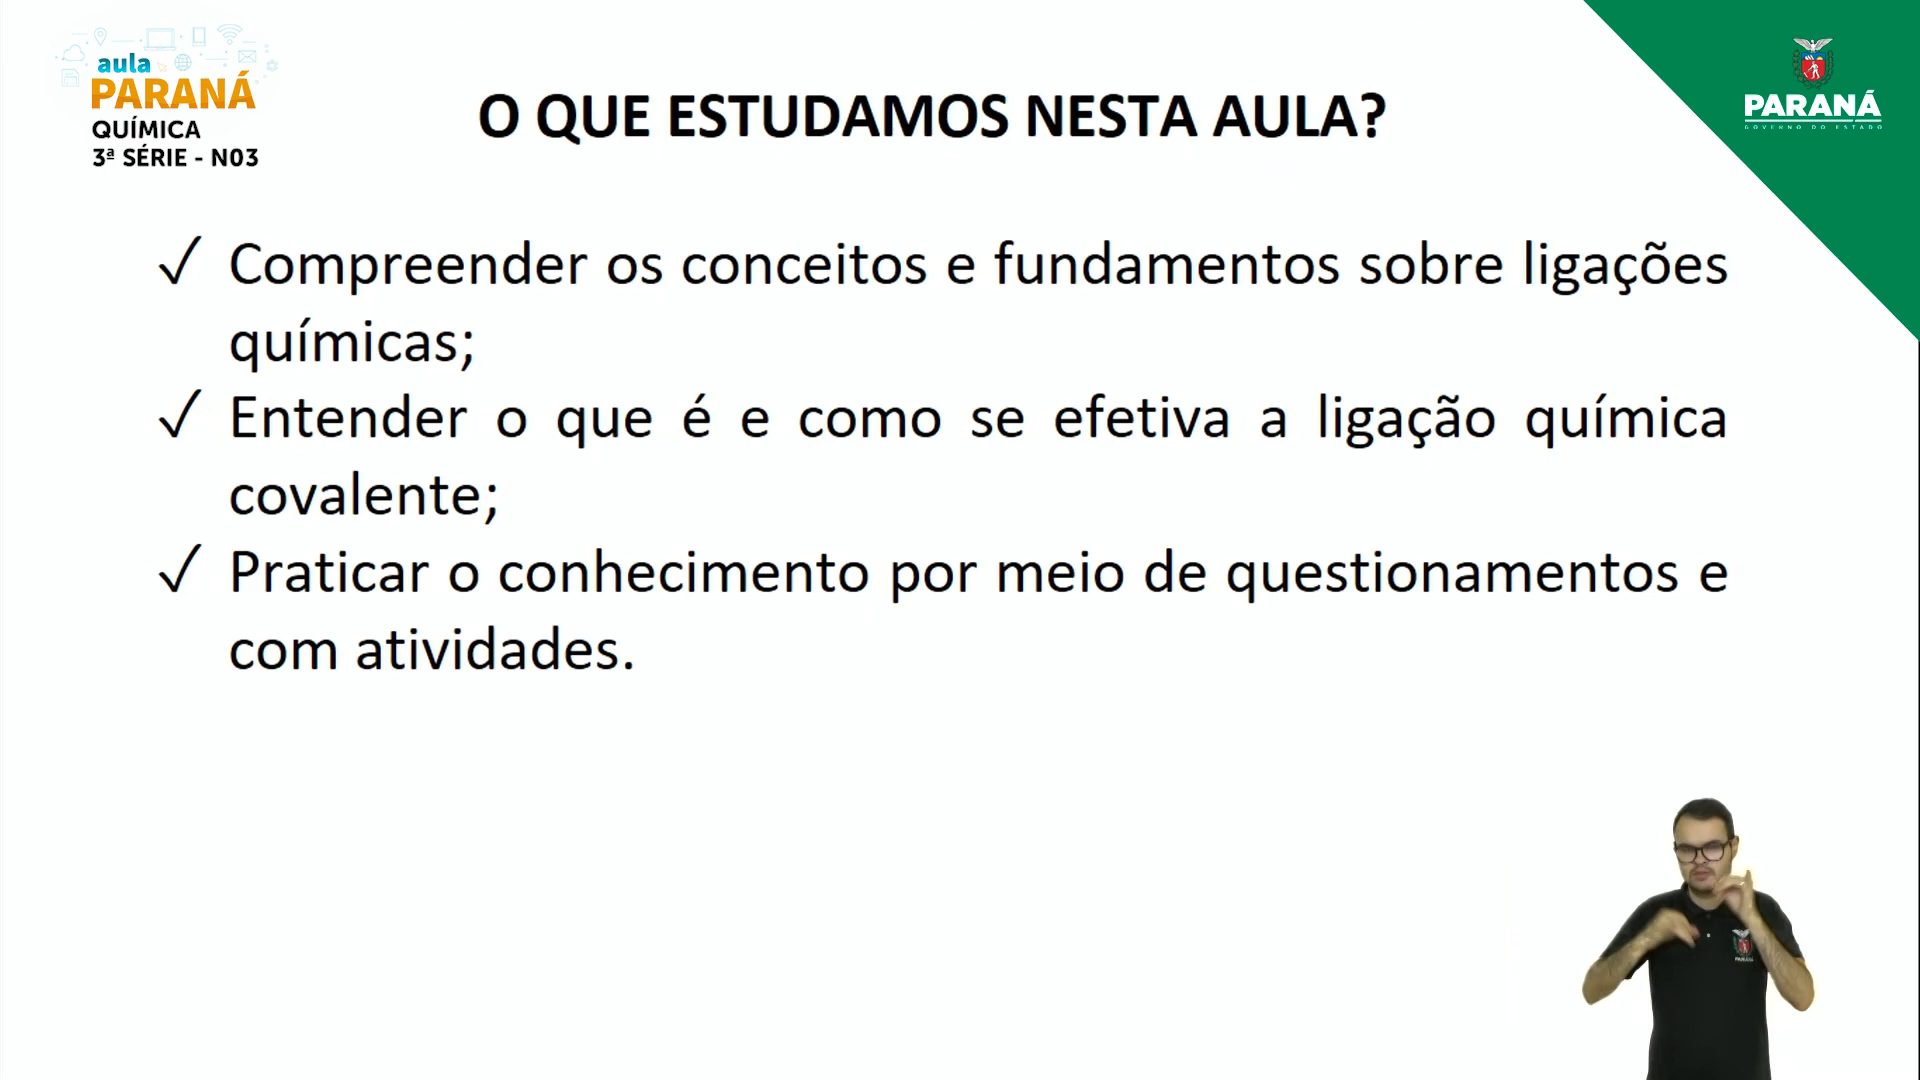 aula
PARANÁ
QUÍMICA
3ª SÉRIE - N03
O QUE ESTUDAMOS NESTA AULA?
PARANÁ
GOVERNO DO ESTADO
✓ Compreender os conceitos e fundamentos sobre ligações
químicas;
✓ Entender o que é e como se efetiva a ligação química
covalente;
✓ Praticar o conhecimento por meio de questionamentos e
com atividades.
PARANÁ